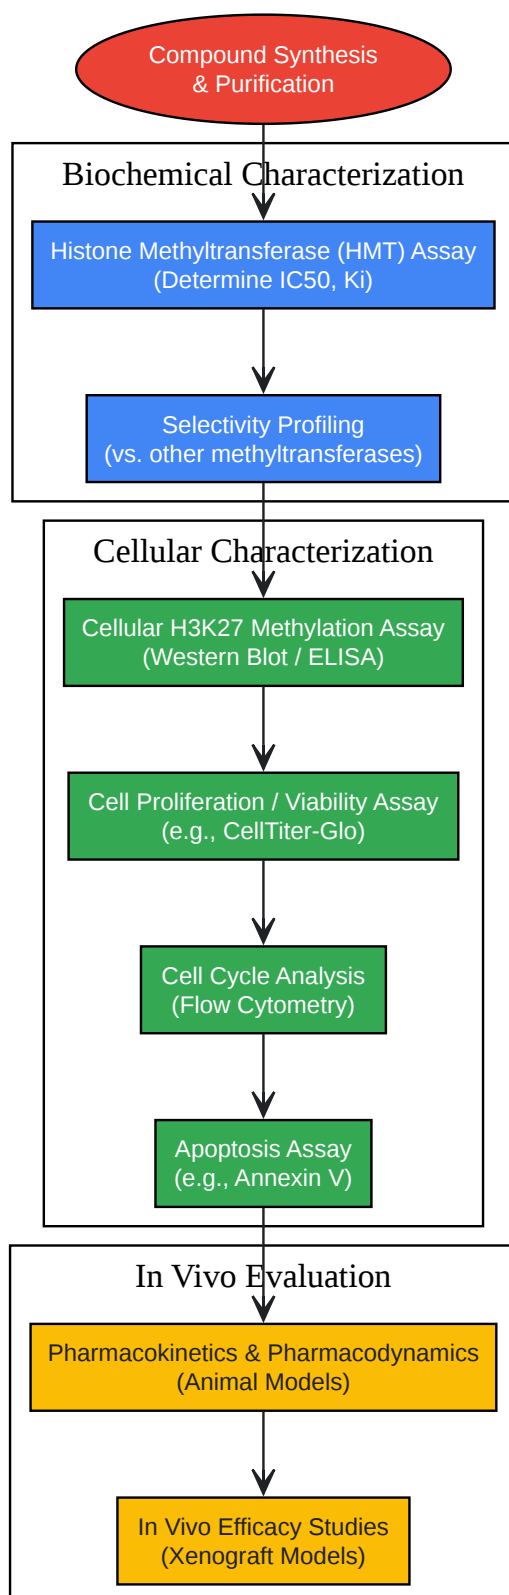 Compound Synthesis
& Purification
Biochemical Characterization
Histone Methyltransferase (HMT) Assay
(Determine IC50, Ki)
Selectivity Profiling
(vs. other methyltransferases)
Cellular Characterization
Cellular H3K27 Methylation Assay
(Western Blot / ELISA)
Cell Proliferation / Viability Assay
(e.g., CellTiter-Glo)
Cell Cycle Analysis
(Flow Cytometry)
Apoptosis Assay
(e.g., Annexin V)
In Vivo Evaluation
Pharmacokinetics & Pharmacodynamics
(Animal Models)
In Vivo Efficacy Studies
(Xenograft Models)